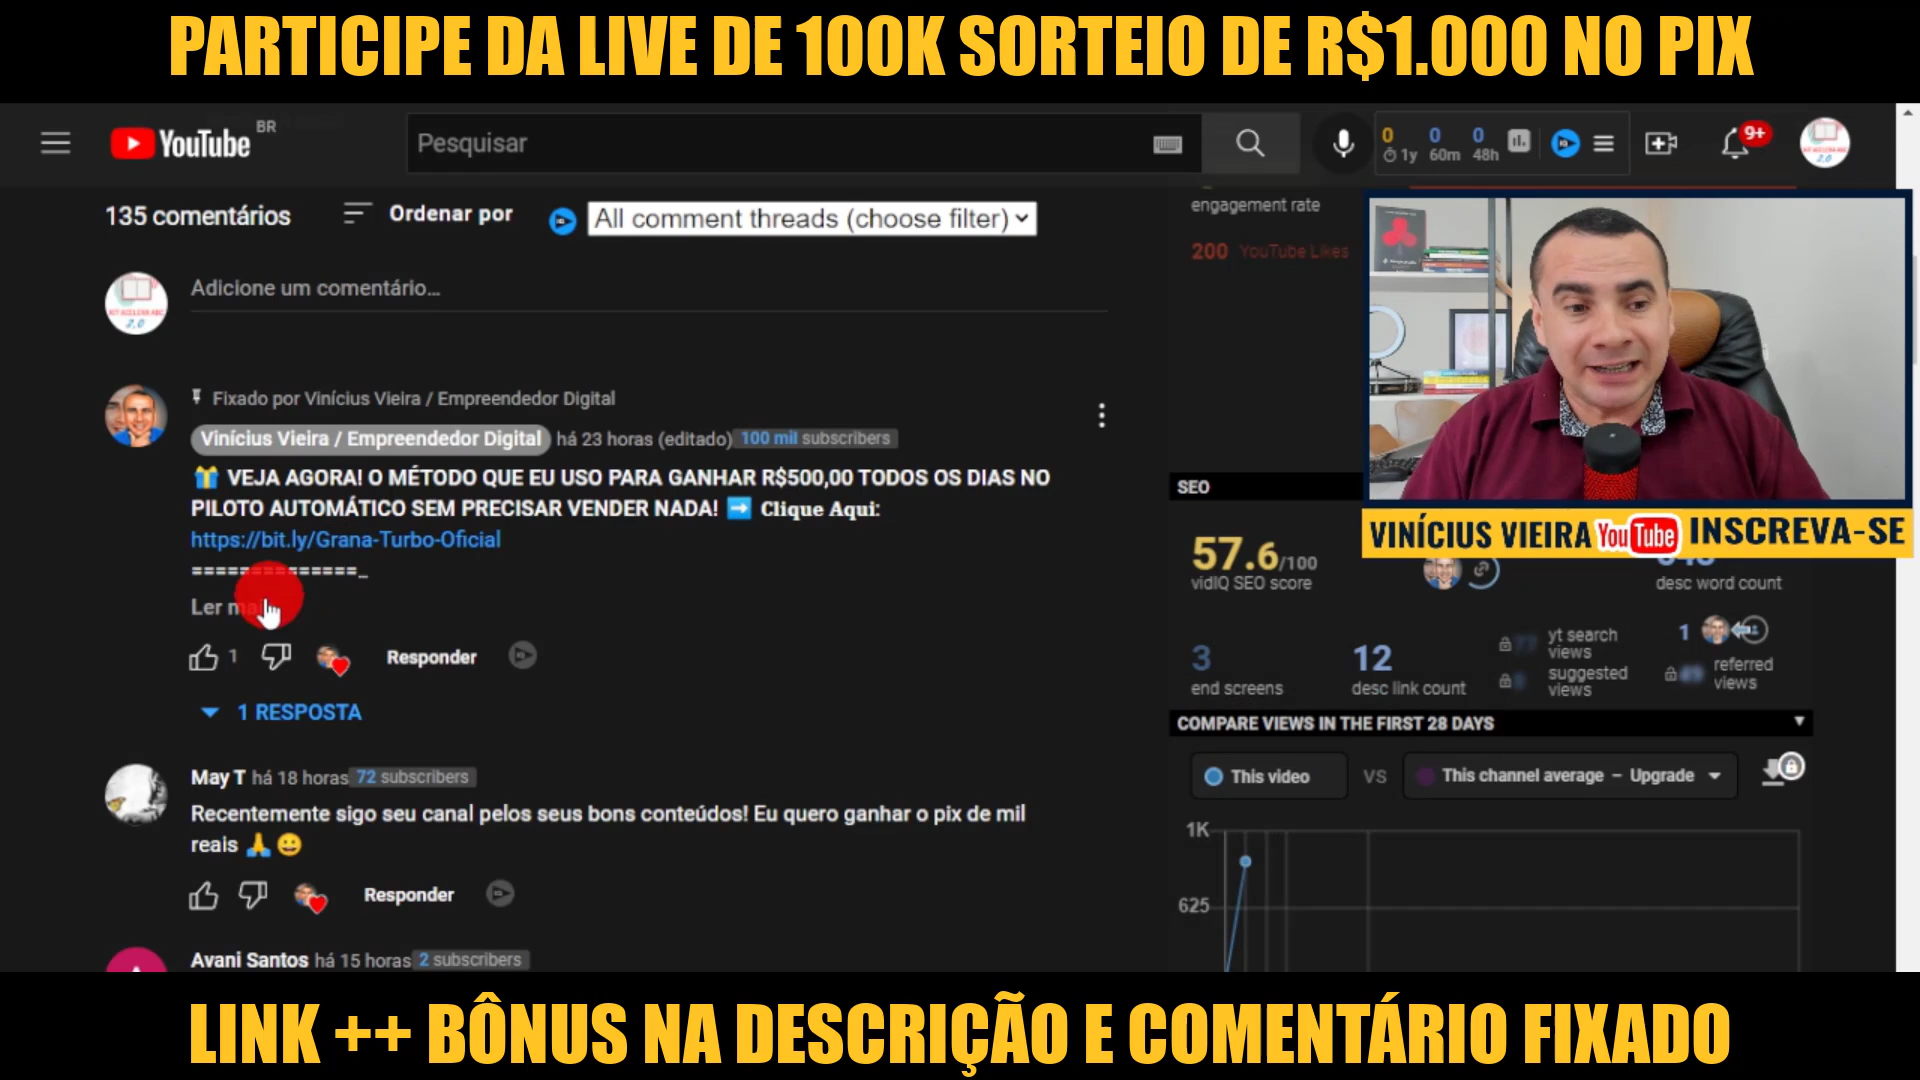 PARTICIPE DA LIVE DE 100K SORTEIO DE R$1.000 NO PIX
YouTube BR
Pesquisar
0 0 0
1y 60m 48h
9+
135 comentários
Ordenar por
All comment threads (choose filter)
engagement rate
200 YouTube Likes
Adicione um comentário...
Fixado por Vinícius Vieira / Empreendedor Digital
Vinícius Vieira / Empreendedor Digital há 23 horas (editado) 100 mil subscribers
VEJA AGORA! O MÉTODO QUE EU USO PARA GANHAR R$500,00 TODOS OS DIAS NO
PILOTO AUTOMÁTICO SEM PRECISAR VENDER NADA! ➡ Clique Aqui:
https://bit.ly/Grana-Turbo-Oficial
==============_
Ler mais
1
Responder
1 RESPOSTA
May T há 18 horas 72 subscribers
Recentemente sigo seu canal pelos seus bons conteúdos! Eu quero ganhar o pix de mil
reais 🙏 😀
Responder
Avani Santos há 15 horas 2 subscribers
VINÍCIUS VIEIRA YouTube INSCREVA-SE
SEO
57.6/100
vidIQ SEO score
desc word count
3
end screens
12
desc link count
yt search
views
suggested
views
1
referred
views
COMPARE VIEWS IN THE FIRST 28 DAYS
This video VS This channel average – Upgrade
1K
625
LINK ++ BÔNUS NA DESCRIÇÃO E COMENTÁRIO FIXADO